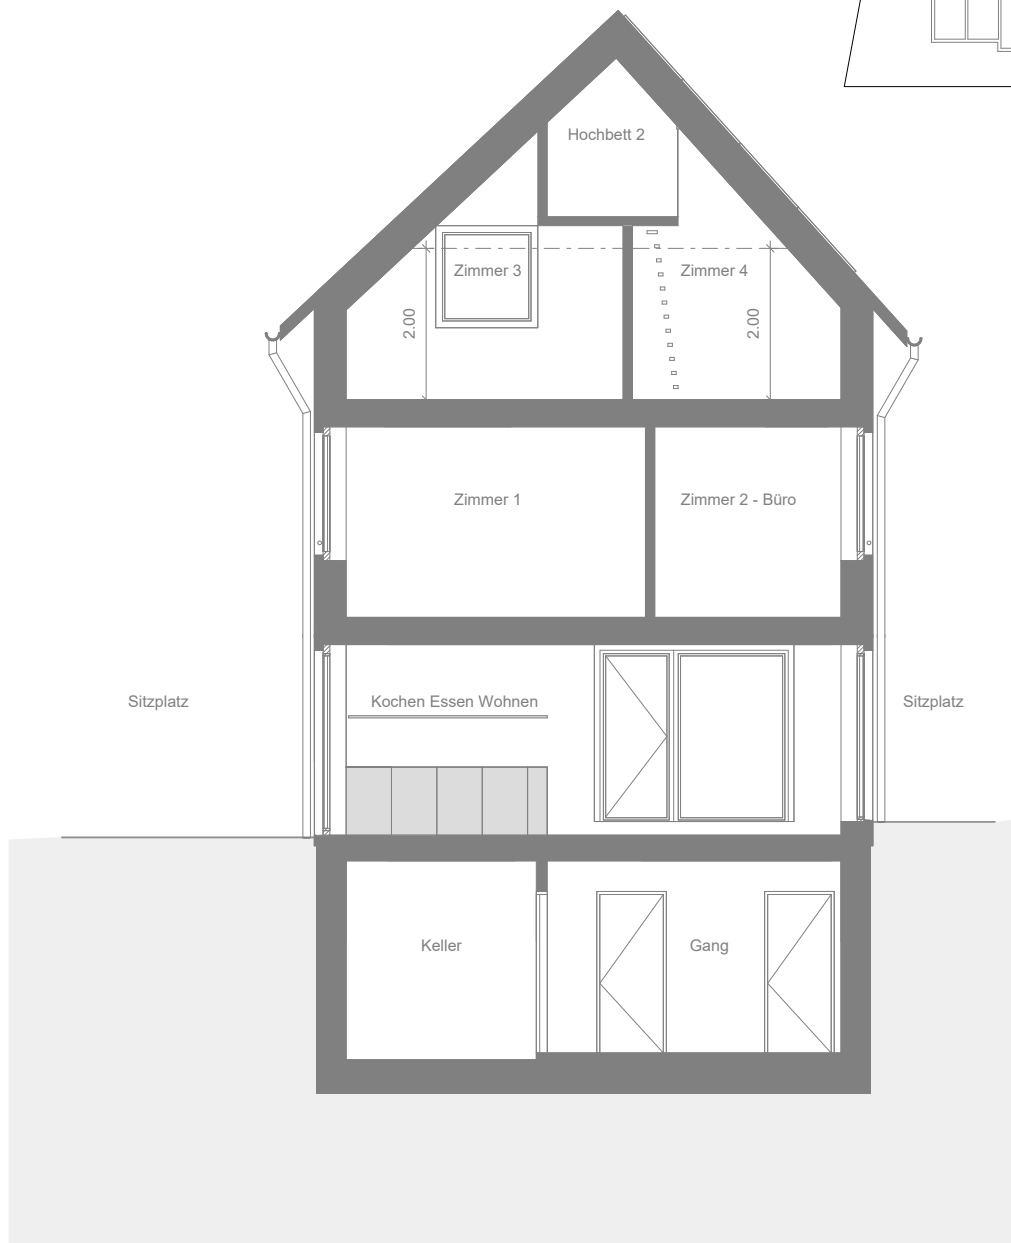 Hochbett 2
Zimmer 3
Zimmer 4
2.00
2.00
Zimmer 1
Zimmer 2 - Büro
Sitzplatz
Kochen Essen Wohnen
Sitzplatz
Keller
Gang